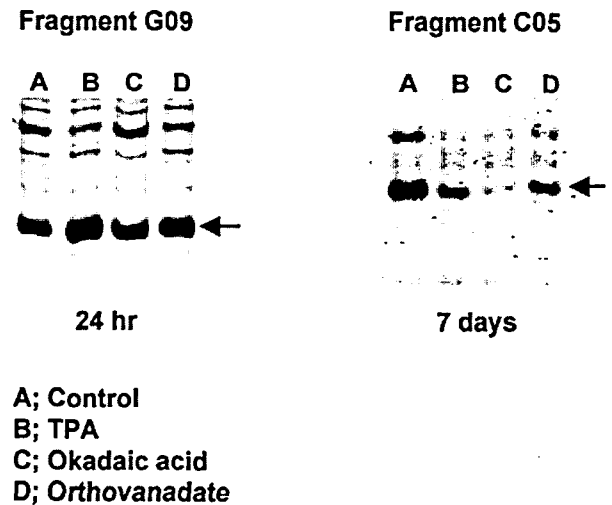 Fragment G09
A B C D
24 hr
Fragment C05
A B C D
7 days
A; Control
B; TPA
C; Okadaic acid
D; Orthovanadate